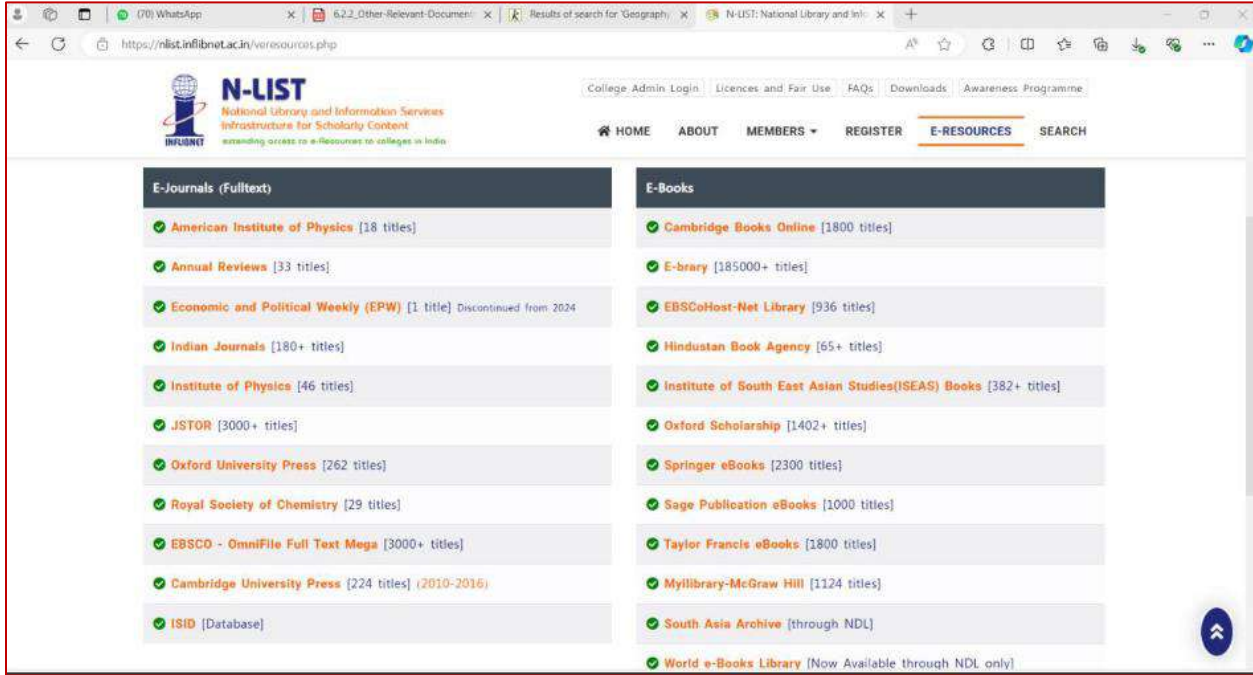 (70) WhatsApp
6.2.2_Other-Relevant-Document
Results of search for 'Geography
N-LIST: National Library and Info
https://nlist.inflibnet.ac.in/veresources.php
INFLIBNET
N-LIST
National Library and Information Services
Infrastructure for Scholarly Content
extending access to e-Resources to colleges in India
College Admin Login Licences and Fair Use FAQs Downloads Awareness Programme
HOME ABOUT MEMBERS REGISTER E-RESOURCES SEARCH
E-Journals (Fulltext)
American Institute of Physics [18 titles]
Annual Reviews [33 titles]
Economic and Political Weekly (EPW) [1 title] Discontinued from 2024
Indian Journals [180+ titles]
Institute of Physics [46 titles]
JSTOR [3000+ titles]
Oxford University Press [262 titles]
Royal Society of Chemistry [29 titles]
EBSCO - OmniFile Full Text Mega [3000+ titles]
Cambridge University Press [224 titles] (2010-2016)
ISID [Database]
E-Books
Cambridge Books Online [1800 titles]
E-brary [185000+ titles]
EBSCoHost-Net Library [936 titles]
Hindustan Book Agency [65+ titles]
Institute of South East Asian Studies(ISEAS) Books [382+ titles]
Oxford Scholarship [1402+ titles]
Springer eBooks [2300 titles]
Sage Publication eBooks [1000 titles]
Taylor Francis eBooks [1800 titles]
Myilibrary-McGraw Hill [1124 titles]
South Asia Archive [through NDL]
World e-Books Library [Now Available through NDL only]